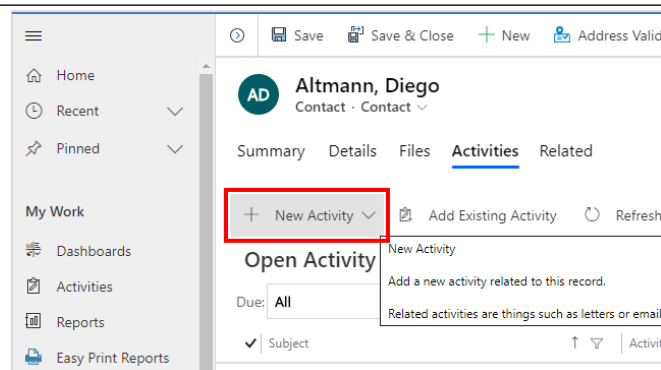 Save Save & Close New Address Valid
Home
AD Altmann, Diego
Recent
Contact · Contact
Pinned
Summary Details Files Activities Related
My Work
New Activity Add Existing Activity Refresh
Dashboards
New Activity
Open Activity
Activities
Add a new activity related to this record.
Due: All
Related activities are things such as letters or email
Reports
Subject Activit
Easy Print Reports